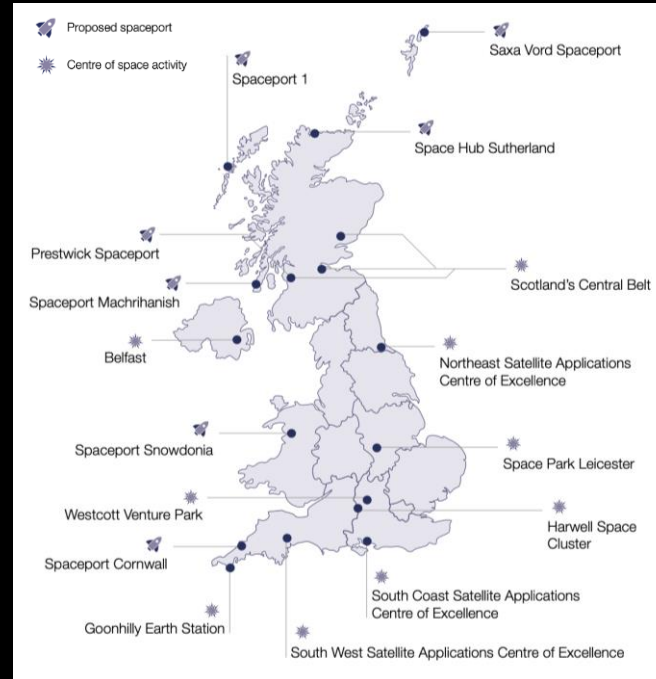 Proposed spaceport
Centre of space activity
Saxa Vord Spaceport
Spaceport 1
Space Hub Sutherland
Prestwick Spaceport
Scotland's Central Belt
Spaceport Machrihanish
Belfast
Northeast Satellite Applications
Centre of Excellence
Spaceport Snowdonia
Space Park Leicester
Westcott Venture Park
Harwell Space
Cluster
Spaceport Cornwall
South Coast Satellite Applications
Centre of Excellence
Goonhilly Earth Station
South West Satellite Applications Centre of Excellence